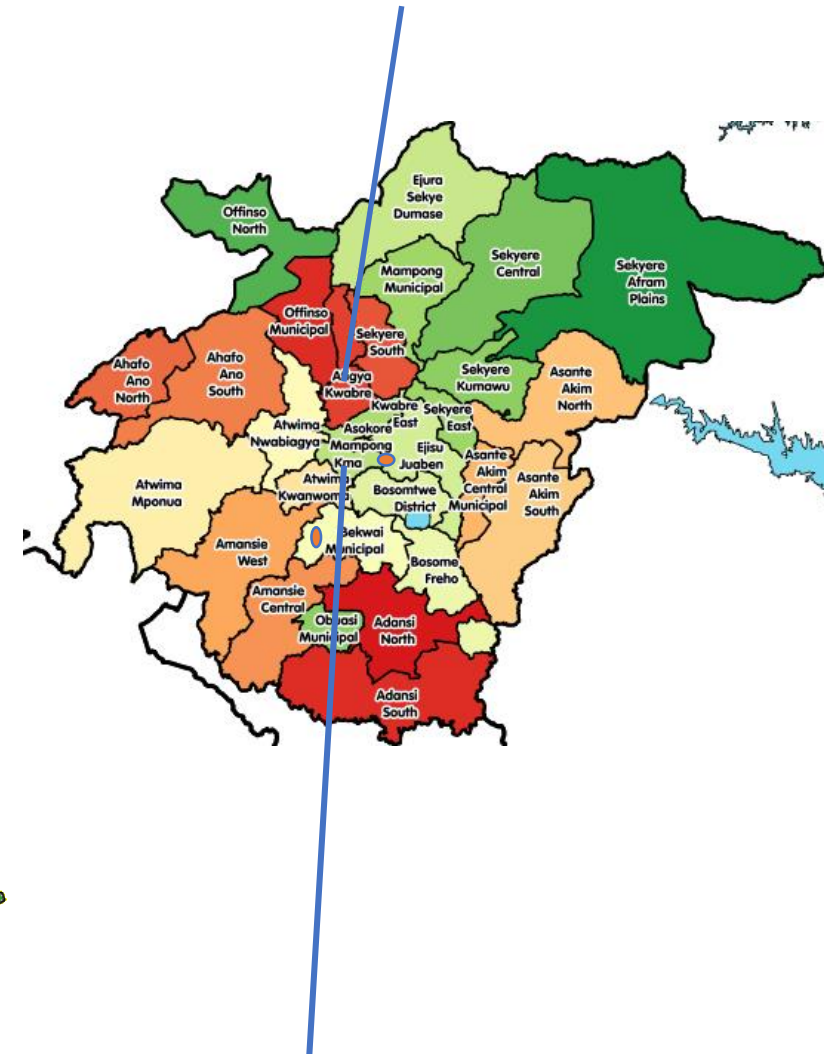 Ejura
Sekye
Dumase
Offinso
North
Sekyere
Central
Mampong
Municipal
Sekyere
Afram
Plains
Offinso
Municipal
Sekyere
South
Ahafo
Ano
North
Ahafo
Ano
South
Afigya
Kwabre
Sekyere
Kumawu
Asante
Akim
North
Kwabre
East
Sekyere
East
Atwima
Nwabiagya
Asokore
Mampong
Kma
Ejisu
Juaben
Asante
Akim
Central
Municipal
Asante
Akim
South
Atwima
Mponua
Atwima
Kwanwoma
Bosomtwe
District
Amansie
West
Bekwai
Municipal
Bosome
Freho
Amansie
Central
Obuasi
Municipal
Adansi
North
Adansi
South